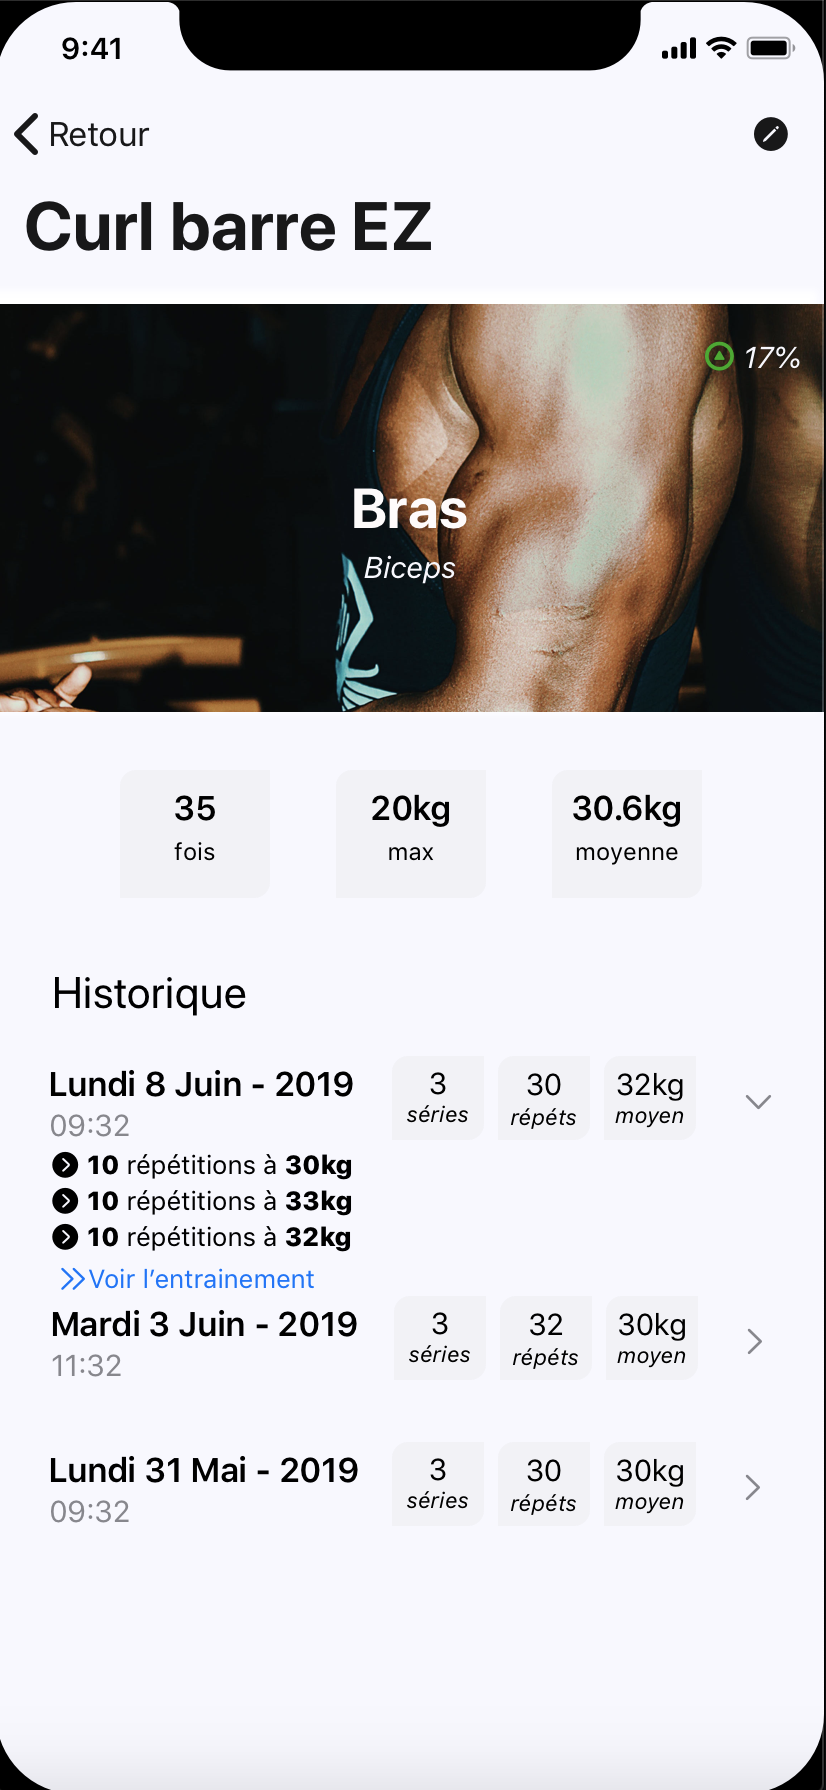 9:41
Retour
Curl barre EZ
17%
Bras
Biceps
35
fois
20kg
max
30.6kg
moyenne
Historique
Lundi 8 Juin - 2019
09:32
3
séries
30
répéts
32kg
moyen
10 répétitions à 30kg
10 répétitions à 33kg
10 répétitions à 32kg
Voir l’entrainement
Mardi 3 Juin - 2019
11:32
3
séries
32
répéts
30kg
moyen
Lundi 31 Mai - 2019
09:32
3
séries
30
répéts
30kg
moyen